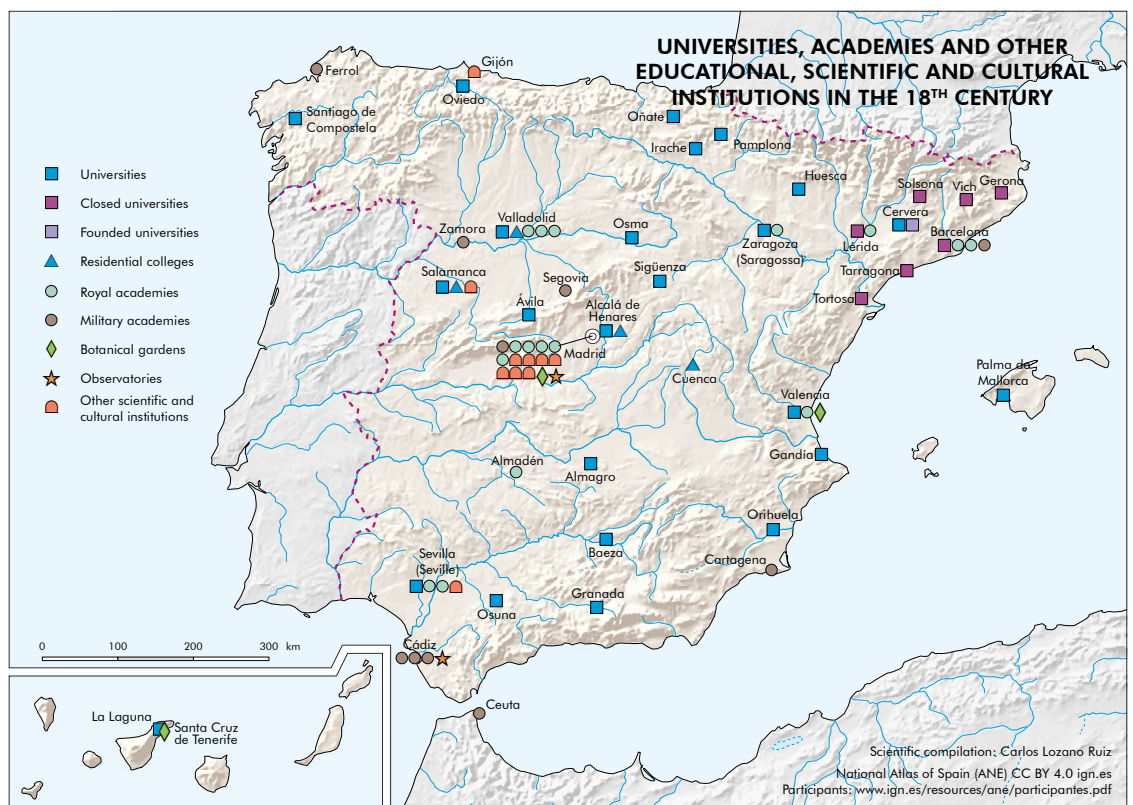 UNIVERSITIES, ACADEMIES AND OTHER
EDUCATIONAL, SCIENTIFIC AND CULTURAL
INSTITUTIONS IN THE 18TH CENTURY
Universities
Closed universities
Founded universities
Residential colleges
Royal academies
Military academies
Botanical gardens
Observatories
Other scientific and
cultural institutions
Ferrol
Gijón
Oviedo
Santiago de
Compostela
Oñate
Irache
Pamplona
Huesca
Solsona
Vich
Gerona
Cervera
Barcelona
Lérida
Tarragona
Tortosa
Zaragoza
(Saragossa)
Valladolid
Zamora
Osma
Sigüenza
Salamanca
Segovia
Ávila
Alcalá de
Henares
Madrid
Cuenca
Valencia
Palma de
Mallorca
Gandía
Almadén
Almagro
Orihuela
Baeza
Cartagena
Sevilla
(Seville)
Osuna
Granada
Cádiz
Ceuta
0
100
200
300
km
La Laguna
Santa Cruz
de Tenerife
Scientific compilation: Carlos Lozano Ruiz
National Atlas of Spain (ANE) CC BY 4.0 ign.es
Participants: www.ign.es/resources/ane/participantes.pdf